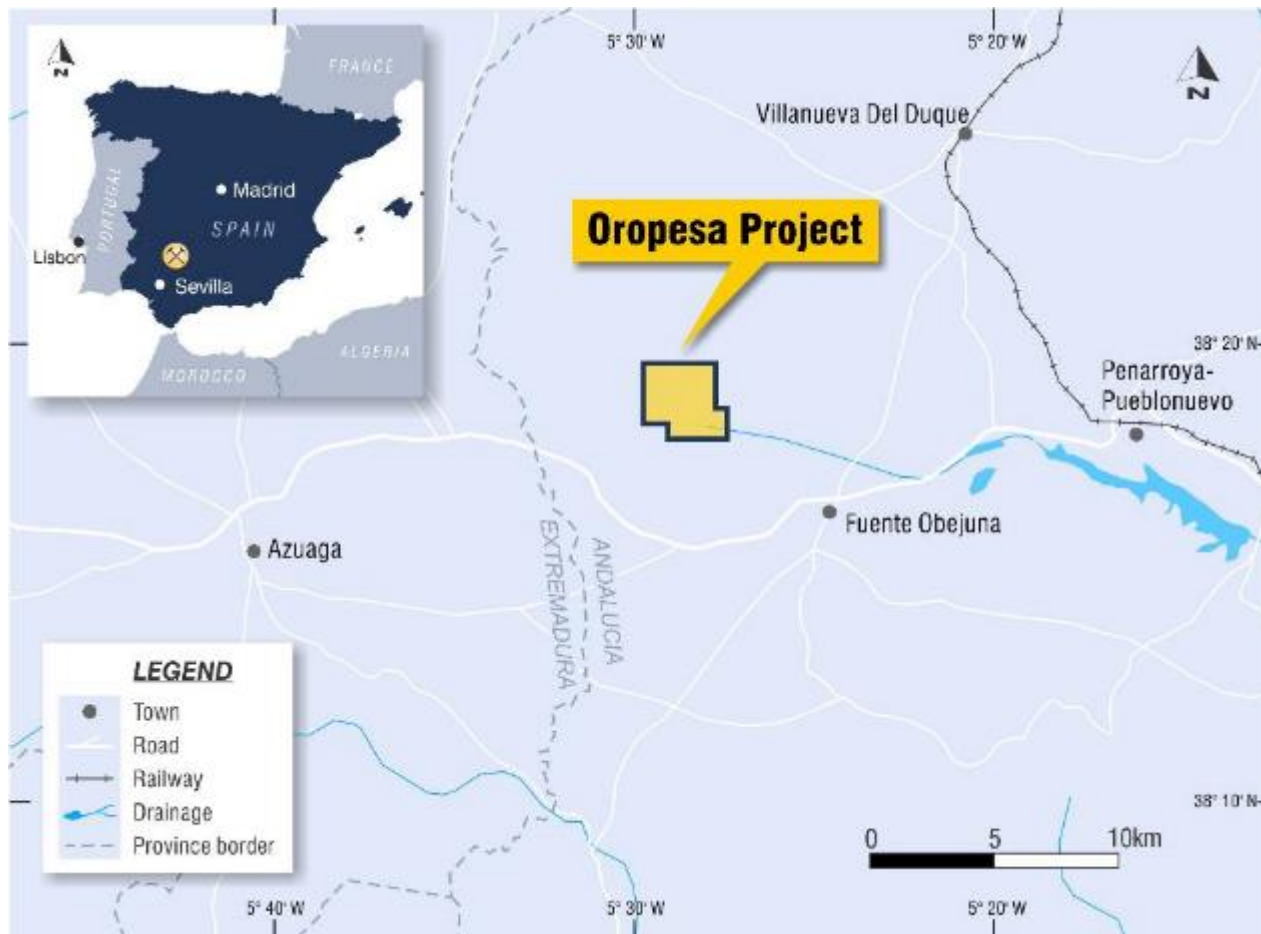 N
FRANCE
PORTUGAL
Madrid
SPAIN
Lisbon
Sevilla
ALGERIA
MOROCCO
5° 30' W
5° 20' W
N
Villanueva Del Duque
Oropesa Project
38° 20' N
Penarroya-
Pueblonuevo
Fuente Obejuna
Azuaga
ANDALUCIA
EXTREMADURA
LEGEND
Town
Road
Railway
Drainage
Province border
38° 10' N
0 5 10km
5° 40' W
5° 30' W
5° 20' W